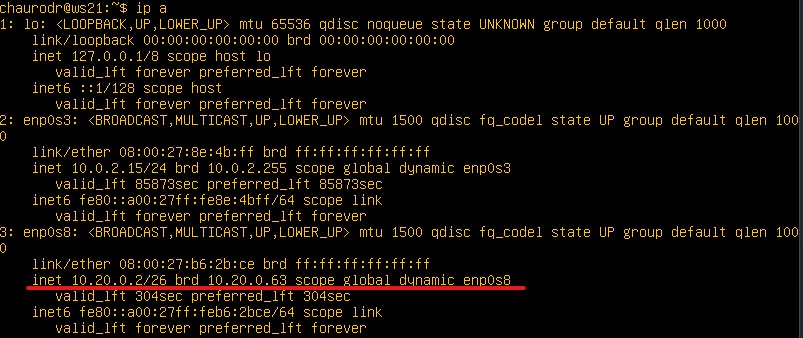 chaurodr@ws21:~$ ip a
1: lo: <LOOPBACK,UP,LOWER_UP> mtu 65536 qdisc noqueue state UNKNOWN group default qlen 1000
    link/loopback 00:00:00:00:00:00 brd 00:00:00:00:00:00
    inet 127.0.0.1/8 scope host lo
       valid_lft forever preferred_lft forever
    inet6 ::1/128 scope host
       valid_lft forever preferred_lft forever
2: enp0s3: <BROADCAST,MULTICAST,UP,LOWER_UP> mtu 1500 qdisc fq_codel state UP group default qlen 100
0
    link/ether 08:00:27:8e:4b:ff brd ff:ff:ff:ff:ff:ff
    inet 10.0.2.15/24 brd 10.0.2.255 scope global dynamic enp0s3
       valid_lft 85873sec preferred_lft 85873sec
    inet6 fe80::a00:27ff:fe8e:4bff/64 scope link
       valid_lft forever preferred_lft forever
3: enp0s8: <BROADCAST,MULTICAST,UP,LOWER_UP> mtu 1500 qdisc fq_codel state UP group default qlen 100
0
    link/ether 08:00:27:b6:2b:ce brd ff:ff:ff:ff:ff:ff
    inet 10.20.0.2/26 brd 10.20.0.63 scope global dynamic enp0s8
       valid_lft 304sec preferred_lft 304sec
    inet6 fe80::a00:27ff:feb6:2bce/64 scope link
       valid_lft forever preferred_lft forever